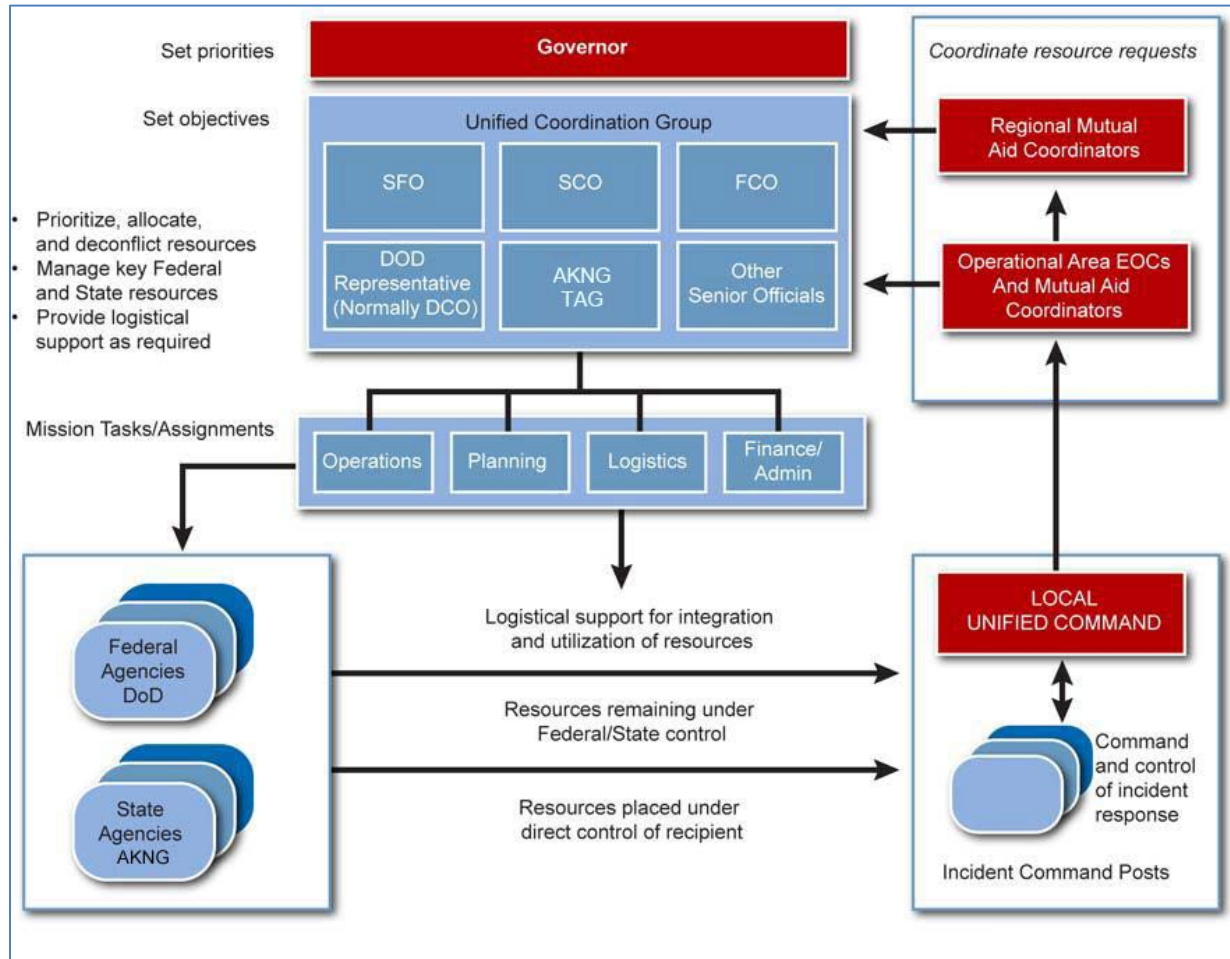 Set priorities
Governor
Set objectives
Unified Coordination Group
SFO
SCO
FCO
DOD
Representative
(Normally DCO)
AKNG
TAG
Other
Senior Officials
• Prioritize, allocate,
and deconflict resources
• Manage key Federal
and State resources
• Provide logistical
support as required
Coordinate resource requests
Regional Mutual
Aid Coordinators
Operational Area EOCs
And Mutual Aid
Coordinators
Mission Tasks/Assignments
Operations
Planning
Logistics
Finance/
Admin
Federal
Agencies
DoD
State
Agencies
AKNG
Logistical support for integration
and utilization of resources
Resources remaining under
Federal/State control
Resources placed under
direct control of recipient
LOCAL
UNIFIED COMMAND
Command
and control
of incident
response
Incident Command Posts